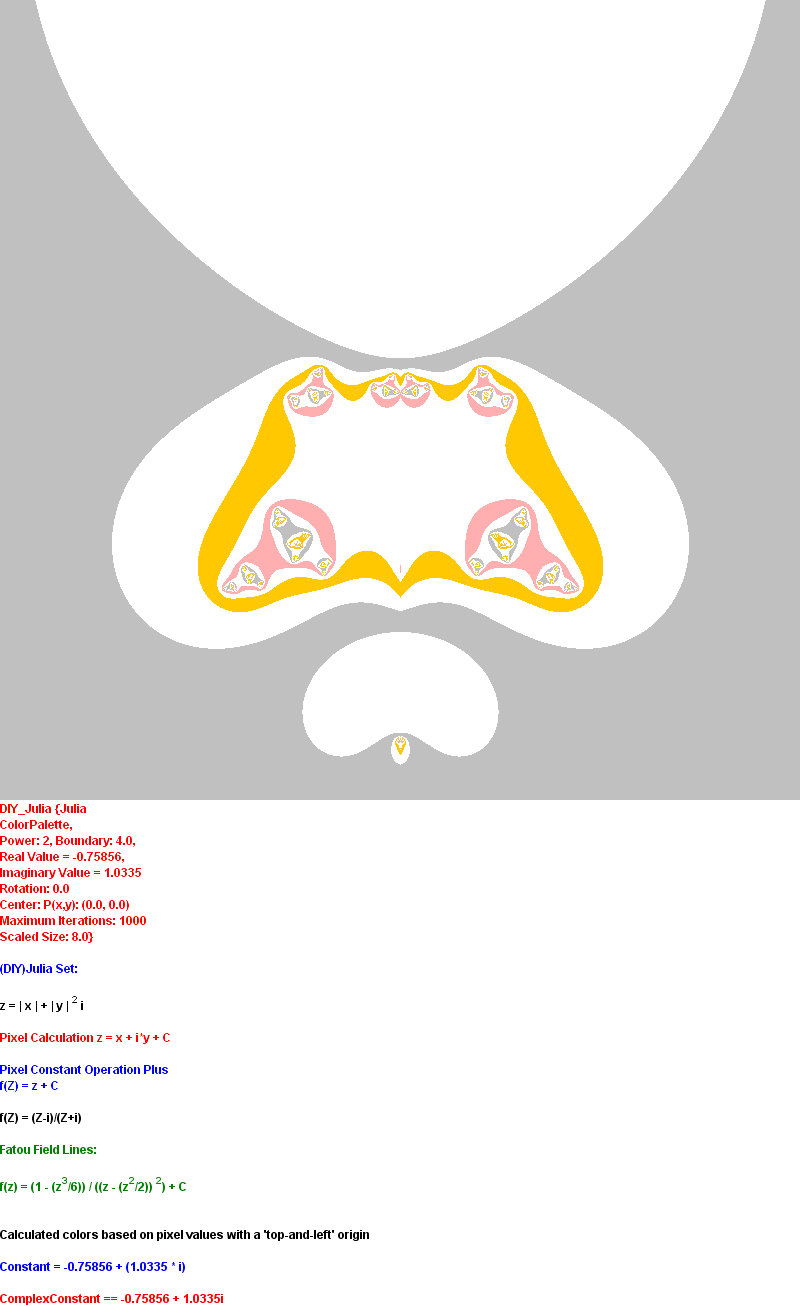 DIY_Julia {Julia
ColorPalette,
Power: 2, Boundary: 4.0,
Real Value = -0.75856,
Imaginary Value = 1.0335
Rotation: 0.0
Center: P(x,y): (0.0, 0.0)
Maximum Iterations: 1000
Scaled Size: 8.0}
(DIY)Julia Set:
z = | x | + | y | ² i
Pixel Calculation z = x + i*y + C
Pixel Constant Operation Plus
f(Z) = z + C
f(Z) = (Z-i)/(Z+i)
Fatou Field Lines:
f(z) = (1 - (z³/6)) / ((z - (z²/2)) ²) + C
Calculated colors based on pixel values with a 'top-and-left' origin
Constant = -0.75856 + (1.0335 * i)
ComplexConstant == -0.75856 + 1.0335i